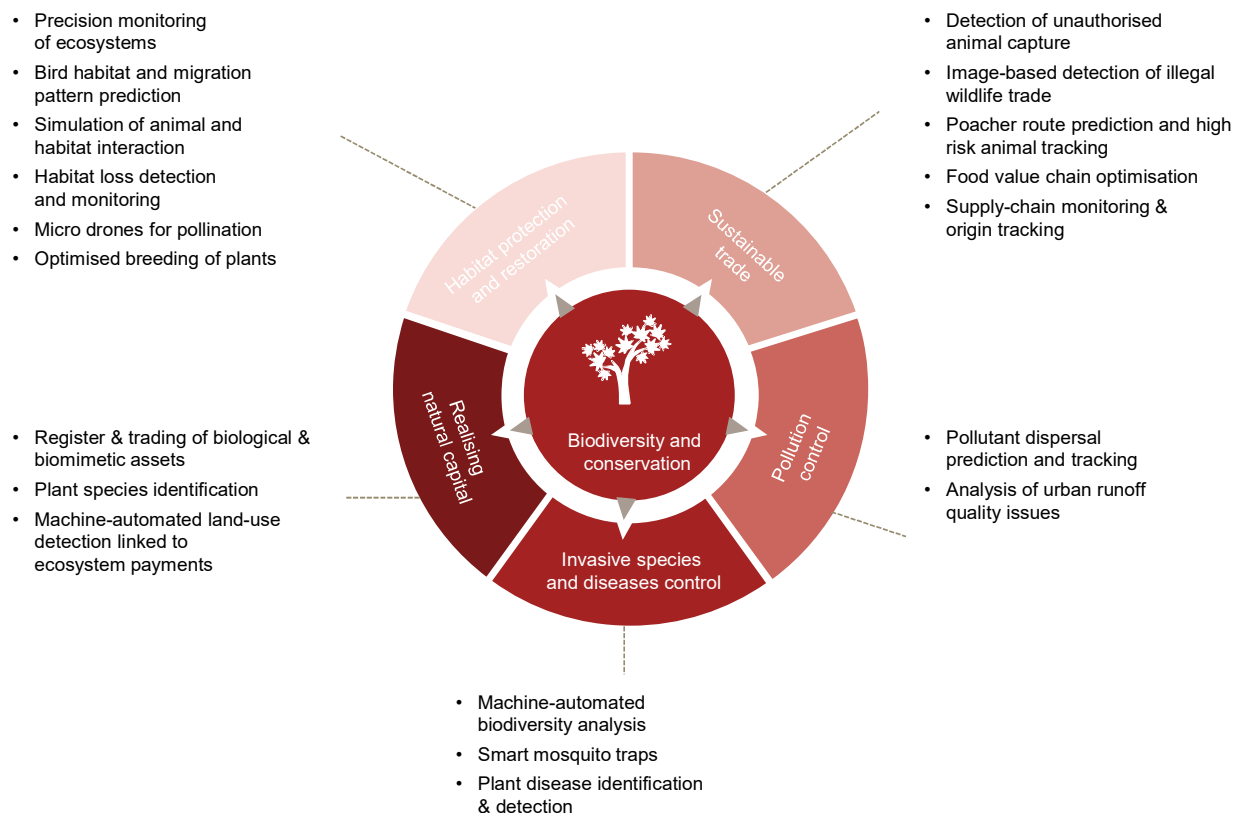 • Precision monitoring
of ecosystems
• Bird habitat and migration
pattern prediction
• Simulation of animal and
habitat interaction
• Habitat loss detection
and monitoring
• Micro drones for pollination
• Optimised breeding of plants
• Detection of unauthorised
animal capture
• Image-based detection of illegal
wildlife trade
• Poacher route prediction and high
risk animal tracking
• Food value chain optimisation
• Supply-chain monitoring &
origin tracking
Habitat protection
and restoration
Sustainable
trade
Realising
natural capital
Biodiversity and
conservation
Pollution
control
Invasive species
and diseases control
• Register & trading of biological &
biomimetic assets
• Plant species identification
• Machine-automated land-use
detection linked to
ecosystem payments
• Pollutant dispersal
prediction and tracking
• Analysis of urban runoff
quality issues
• Machine-automated
biodiversity analysis
• Smart mosquito traps
• Plant disease identification
& detection